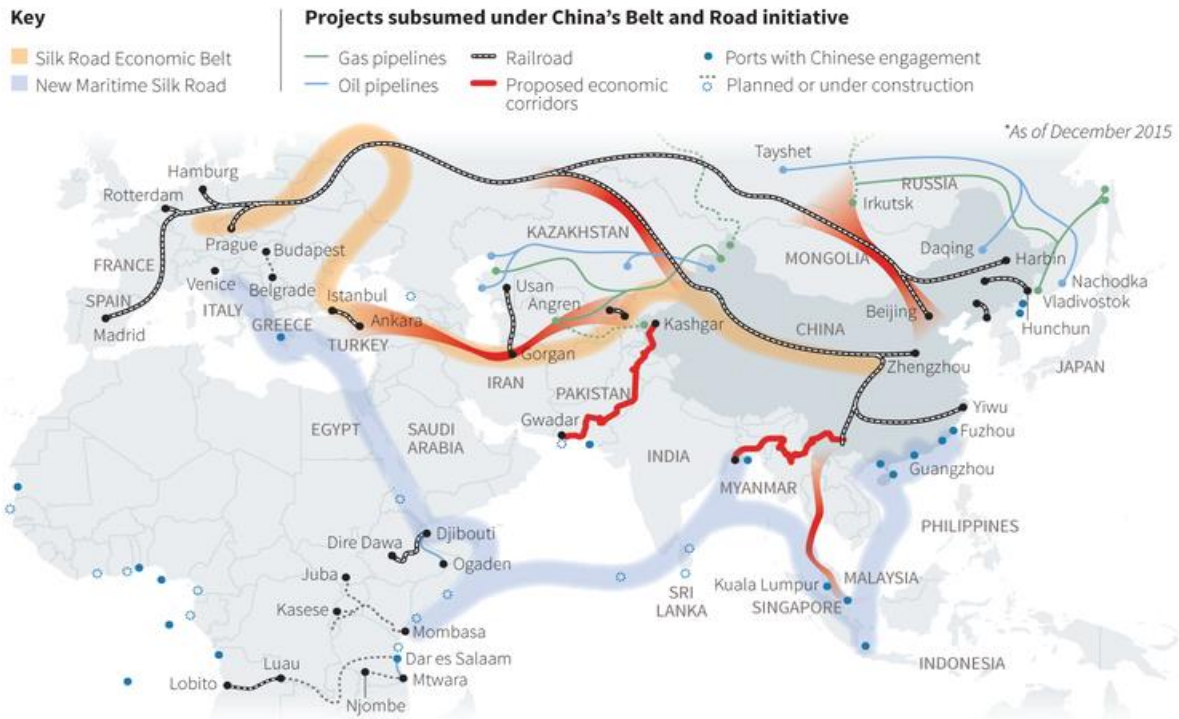 Key
Silk Road Economic Belt
New Maritime Silk Road
Projects subsumed under China's Belt and Road initiative
Gas pipelines
Oil pipelines
Railroad
Proposed economic
corridors
Ports with Chinese engagement
Planned or under construction
*As of December 2015
Tayshet
Hamburg
Rotterdam
RUSSIA
Irkutsk
Prague
Budapest
KAZAKHSTAN
Daqing
Harbin
FRANCE
MONGOLIA
Venice
Belgrade
Usan
Nachodka
SPAIN
ITALY
Istanbul
Angren
Vladivostok
Madrid
GREECE
Ankara
Beijing
Hunchun
TURKEY
Kashgar
CHINA
Gorgan
Zhengzhou
JAPAN
IRAN
PAKISTAN
Gwadar
Yiwu
EGYPT
SAUDI
ARABIA
Fuzhou
INDIA
Guangzhou
MYANMAR
PHILIPPINES
Djibouti
Dire Dawa
Ogaden
Juba
Kuala Lumpur
MALAYSIA
SRI
LANKA
SINGAPORE
Kasese
Mombasa
Dar es Salaam
INDONESIA
Luau
Lobito
Mtwara
Njombe